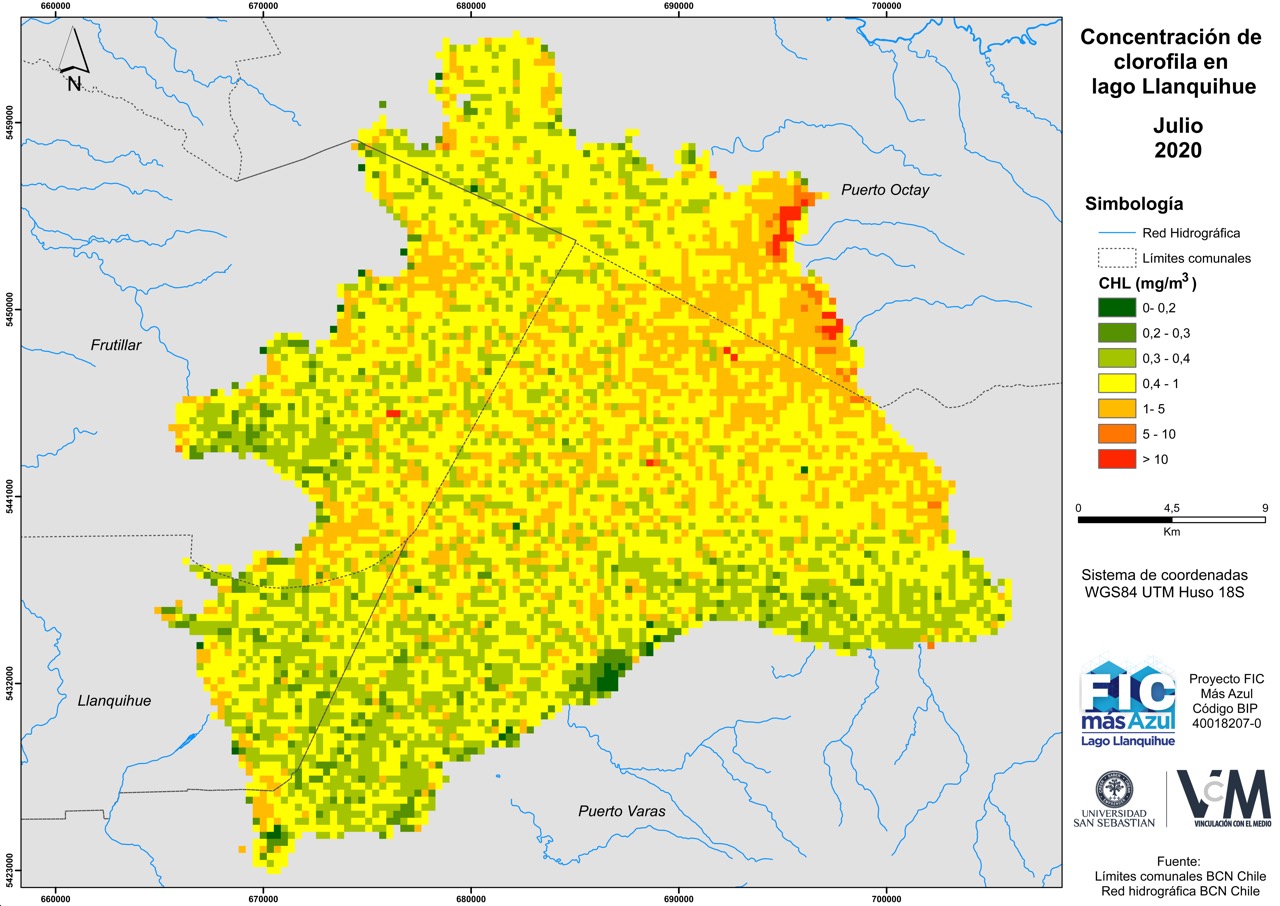 660000
670000
680000
690000
700000
Concentración de
clorofila en
lago Llanquihue
Julio
2020
N
5459000
5450000
5441000
5432000
5423000
Puerto Octay
Frutillar
Llanquihue
Puerto Varas
Simbología
Red Hidrográfica
Límites comunales
CHL (mg/m³)
0- 0,2
0,2 - 0,3
0,3 - 0,4
0,4 - 1
1- 5
5 - 10
> 10
0
4,5
9
Km
Sistema de coordenadas
WGS84 UTM Huso 18S
FIC
más Azul
Lago Llanquihue
Proyecto FIC
Más Azul
Código BIP
40018207-0
UNIVERSIDAD
SAN SEBASTIAN
VcM
VINCULACIÓN CON EL MEDIO
Fuente:
Límites comunales BCN Chile
Red hidrográfica BCN Chile
660000
670000
680000
690000
700000